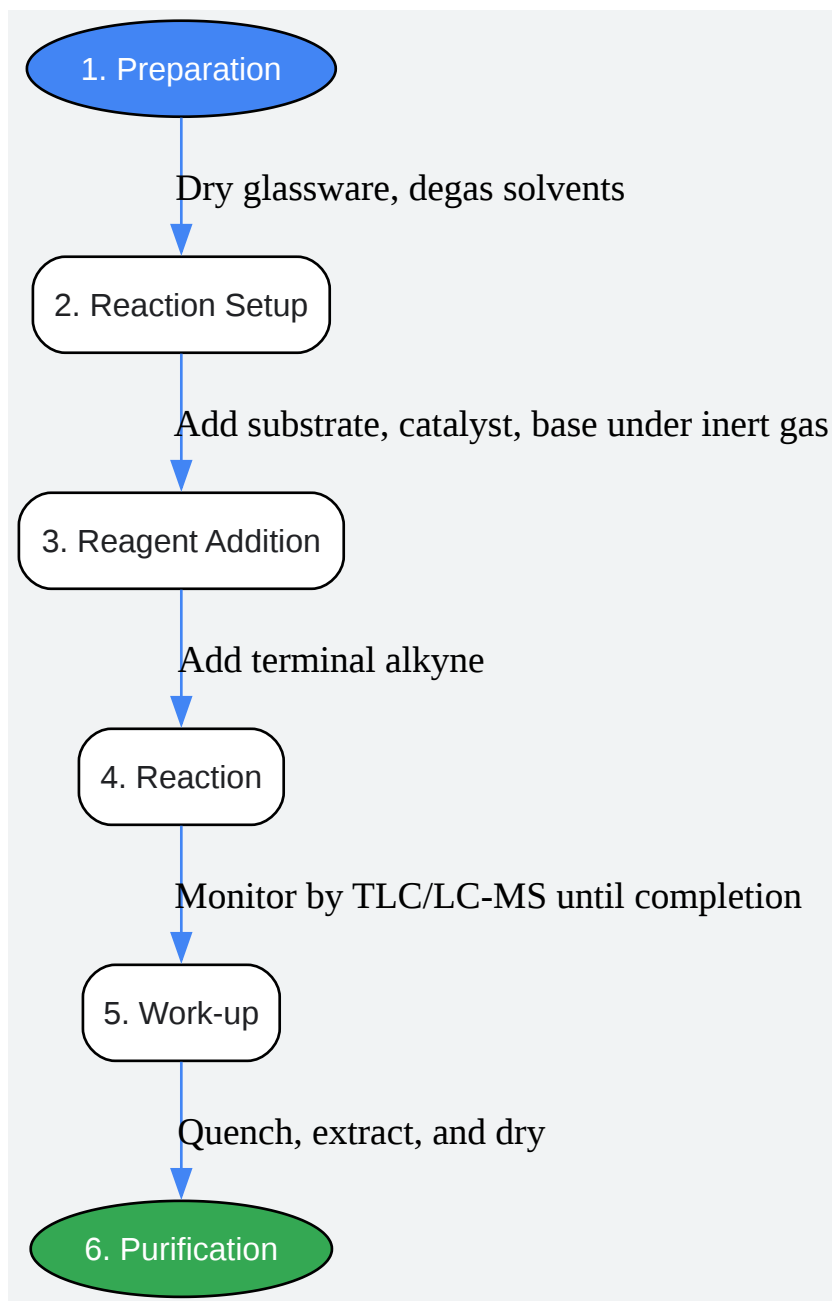 1. Preparation
Dry glassware, degas solvents
2. Reaction Setup
Add substrate, catalyst, base under inert gas
3. Reagent Addition
Add terminal alkyne
4. Reaction
Monitor by TLC/LC-MS until completion
5. Work-up
Quench, extract, and dry
6. Purification